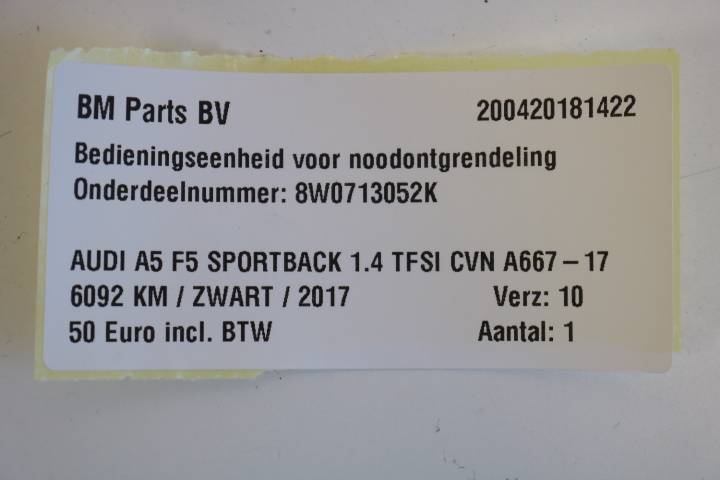 BM Parts BV 200420181422
Bedieningseenheid voor noodontgrendeling
Onderdeelnummer: 8W0713052K
AUDI A5 F5 SPORTBACK 1.4 TFSI CVN A667-17
6092 KM / ZWART / 2017 Verz: 10
50 Euro incl. BTW Aantal: 1